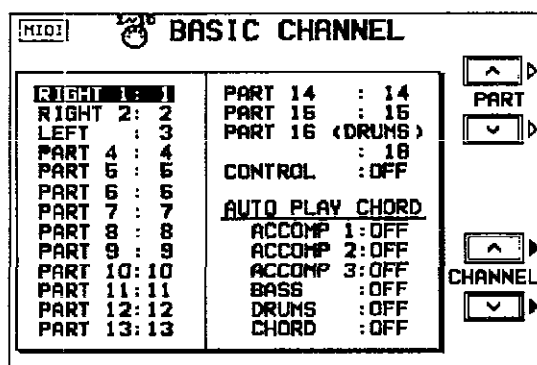 MIDI
1~16
BASIC CHANNEL
RIGHT 1: 1
RIGHT 2: 2
LEFT : 3
PART 4 : 4
PART 5 : 5
PART 6 : 6
PART 7 : 7
PART 8 : 8
PART 9 : 9
PART 10:10
PART 11:11
PART 12:12
PART 13:13
PART 14 : 14
PART 15 : 15
PART 16 (DRUMS)
: 16
CONTROL :OFF
AUTO PLAY CHORD
ACCOMP 1:OFF
ACCOMP 2:OFF
ACCOMP 3:OFF
BASS :OFF
DRUMS :OFF
CHORD :OFF
PART
CHANNEL